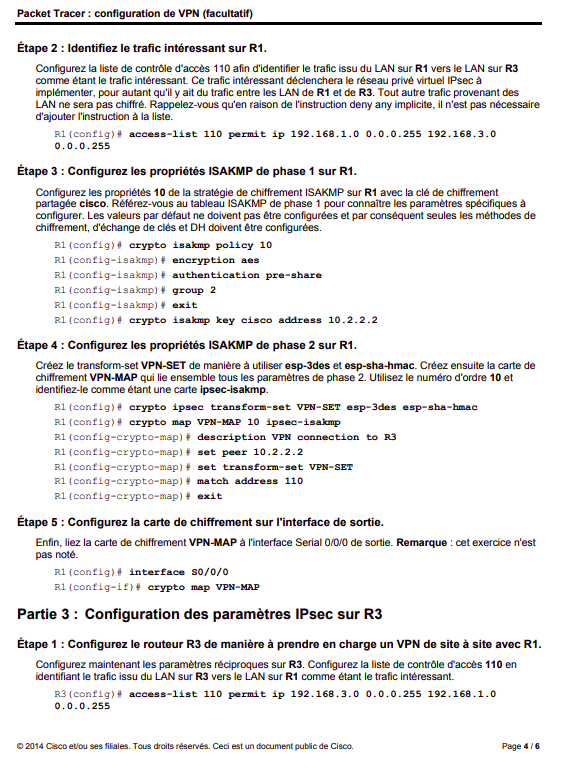 Packet Tracer : configuration de VPN (facultatif)
Étape 2 : Identifiez le trafic intéressant sur R1.
Configurez la liste de contrôle d'accès 110 afin d'identifier le trafic issu du LAN sur R1 vers le LAN sur R3
comme étant le trafic intéressant. Ce trafic intéressant déclenchera le réseau privé virtuel IPsec à
implémenter, pour autant qu'il y ait du trafic entre les LAN de R1 et de R3. Tout autre trafic provenant des
LAN ne sera pas chiffré. Rappelez-vous qu'en raison de l'instruction deny any implicite, il n'est pas nécessaire
d'ajouter l'instruction à la liste.
R1(config)# access-list 110 permit ip 192.168.1.0 0.0.0.255 192.168.3.0
0.0.0.255
Étape 3 : Configurez les propriétés ISAKMP de phase 1 sur R1.
Configurez les propriétés 10 de la stratégie de chiffrement ISAKMP sur R1 avec la clé de chiffrement
partagée cisco. Référez-vous au tableau ISAKMP de phase 1 pour connaître les paramètres spécifiques à
configurer. Les valeurs par défaut ne doivent pas être configurées et par conséquent seules les méthodes de
chiffrement, d'échange de clés et DH doivent être configurées.
R1(config)# crypto isakmp policy 10
R1(config-isakmp)# encryption aes
R1(config-isakmp)# authentication pre-share
R1(config-isakmp)# group 2
R1(config-isakmp)# exit
R1(config)# crypto isakmp key cisco address 10.2.2.2
Étape 4 : Configurez les propriétés ISAKMP de phase 2 sur R1.
Créez le transform-set VPN-SET de manière à utiliser esp-3des et esp-sha-hmac. Créez ensuite la carte de
chiffrement VPN-MAP qui lie ensemble tous les paramètres de phase 2. Utilisez le numéro d'ordre 10 et
identifiez-le comme étant une carte ipsec-isakmp.
R1(config)# crypto ipsec transform-set VPN-SET esp-3des esp-sha-hmac
R1(config)# crypto map VPN-MAP 10 ipsec-isakmp
R1(config-crypto-map)# description VPN connection to R3
R1(config-crypto-map)# set peer 10.2.2.2
R1(config-crypto-map)# set transform-set VPN-SET
R1(config-crypto-map)# match address 110
R1(config-crypto-map)# exit
Étape 5 : Configurez la carte de chiffrement sur l'interface de sortie.
Enfin, liez la carte de chiffrement VPN-MAP à l'interface Serial 0/0/0 de sortie. Remarque : cet exercice n'est
pas noté.
R1(config)# interface S0/0/0
R1(config-if)# crypto map VPN-MAP
Partie 3 : Configuration des paramètres IPsec sur R3
Étape 1 : Configurez le routeur R3 de manière à prendre en charge un VPN de site à site avec R1.
Configurez maintenant les paramètres réciproques sur R3. Configurez la liste de contrôle d'accès 110 en
identifiant le trafic issu du LAN sur R3 vers le LAN sur R1 comme étant le trafic intéressant.
R3(config)# access-list 110 permit ip 192.168.3.0 0.0.0.255 192.168.1.0
0.0.0.255
© 2014 Cisco et/ou ses filiales. Tous droits réservés. Ceci est un document public de Cisco. Page 4 / 6